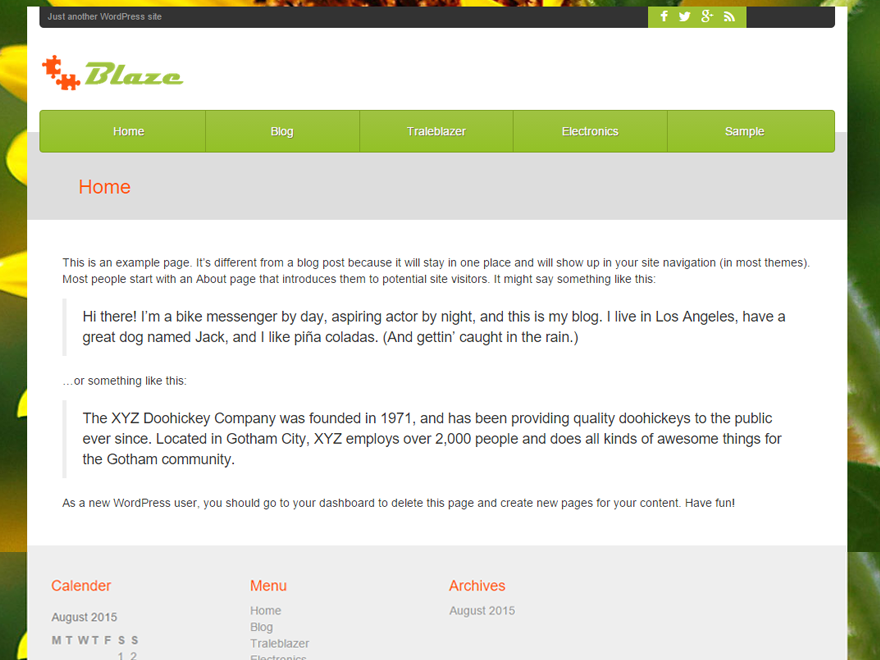 Just another WordPress site
Blaze
Home Blog Traleblazer Electronics Sample
Home
This is an example page. It’s different from a blog post because it will stay in one place and will show up in your site navigation (in most themes).
Most people start with an About page that introduces them to potential site visitors. It might say something like this:
Hi there! I’m a bike messenger by day, aspiring actor by night, and this is my blog. I live in Los Angeles, have a
great dog named Jack, and I like piña coladas. (And gettin’ caught in the rain.)
…or something like this:
The XYZ Doohickey Company was founded in 1971, and has been providing quality doohickeys to the public
ever since. Located in Gotham City, XYZ employs over 2,000 people and does all kinds of awesome things for
the Gotham community.
As a new WordPress user, you should go to your dashboard to delete this page and create new pages for your content. Have fun!
Calender
August 2015
M T W T F S S
1 2
Menu
Home
Blog
Traleblazer
Electronics
Archives
August 2015